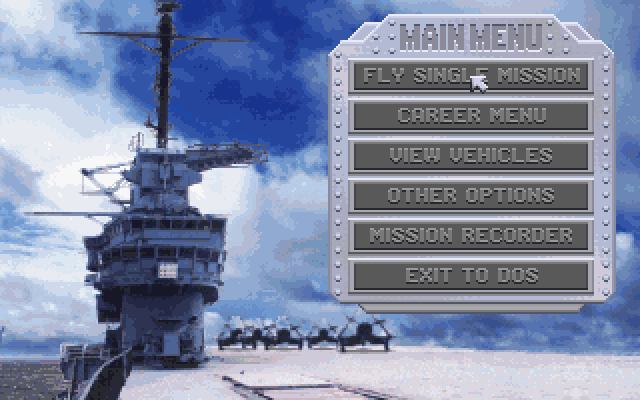 MAIN MENU
FLY SINGLE MISSION
CAREER MENU
VIEW VEHICLES
OTHER OPTIONS
MISSION RECORDER
EXIT TO DOS